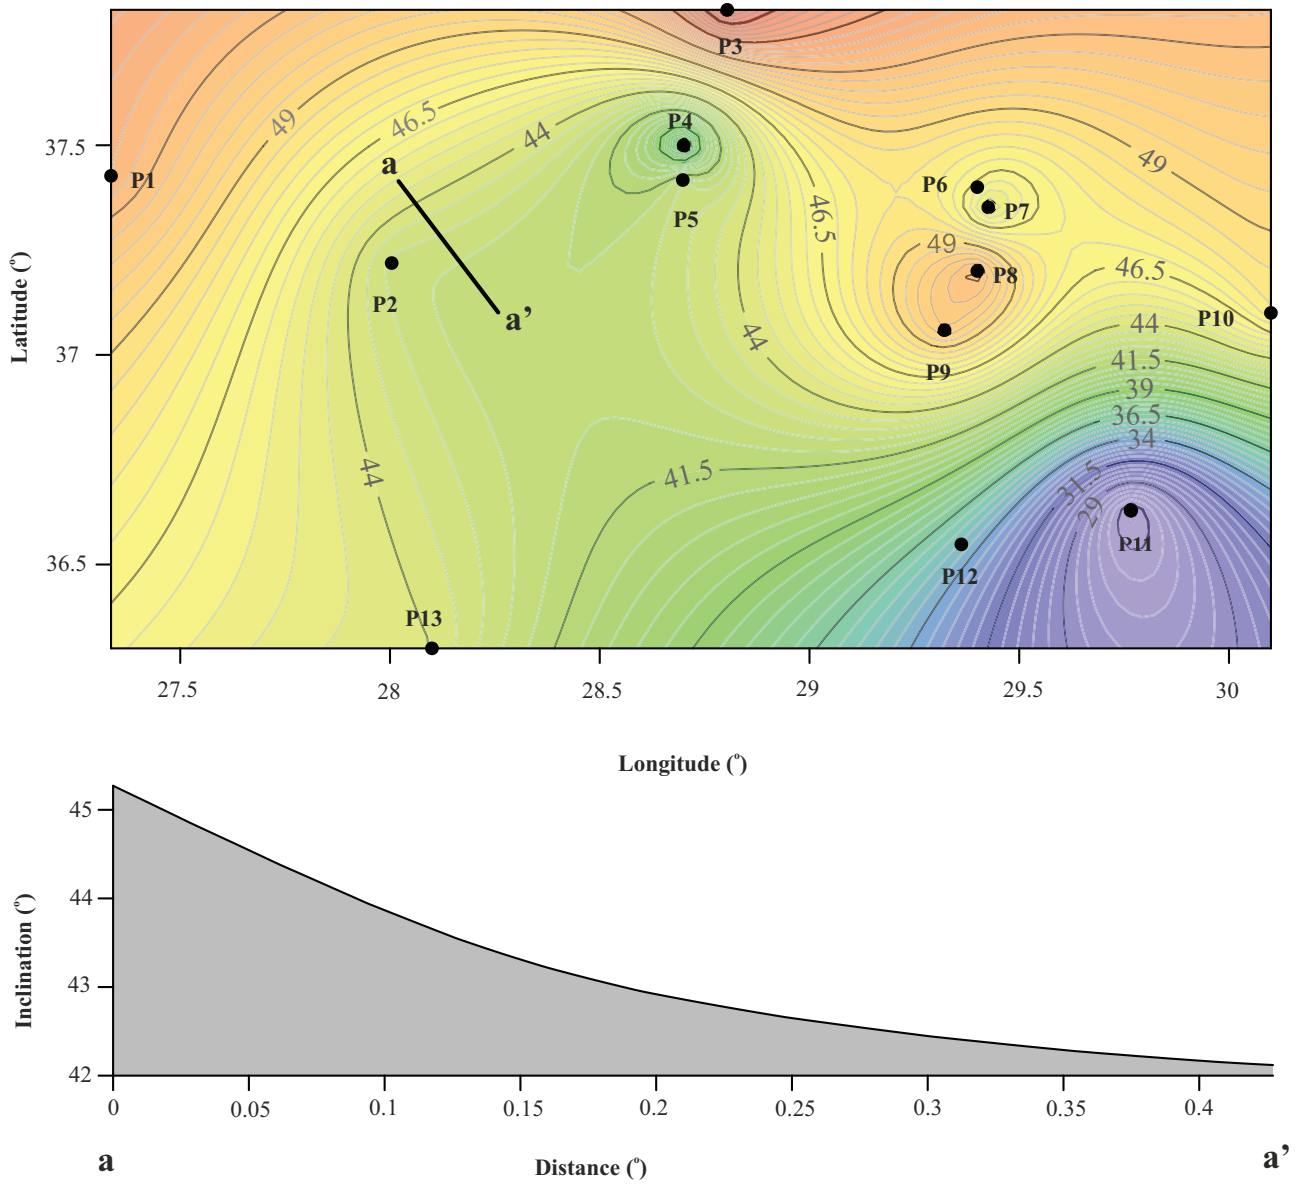 P3
49
46.5
44
P4
37.5
a
49
P1
P6
P7
P5
46.5
49
P8
46.5
P2
a’
P10
44
44
Latitude (°)
37
41.5
P9
39
36.5
34
44
41.5
31.5
29
P11
36.5
P12
P13
27.5 28 28.5 29 29.5 30
Longitude (°)
45
44
Inclination (°)
43
42
0 0.05 0.1 0.15 0.2 0.25 0.3 0.35 0.4
a a’
Distance (°)